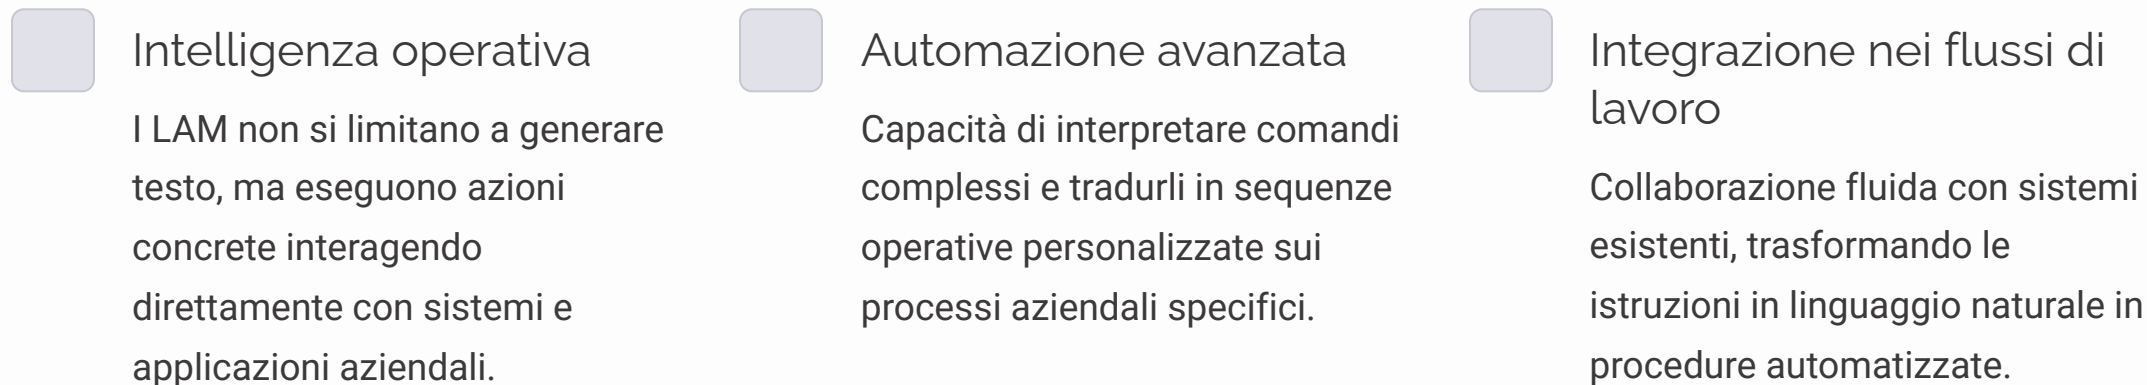 Intelligenza operativa
I LAM non si limitano a generare
testo, ma eseguono azioni
concrete interagendo
direttamente con sistemi e
applicazioni aziendali.
Automazione avanzata
Capacità di interpretare comandi
complessi e tradurli in sequenze
operative personalizzate sui
processi aziendali specifici.
Integrazione nei flussi di
lavoro
Collaborazione fluida con sistemi
esistenti, trasformando le
istruzioni in linguaggio naturale in
procedure automatizzate.